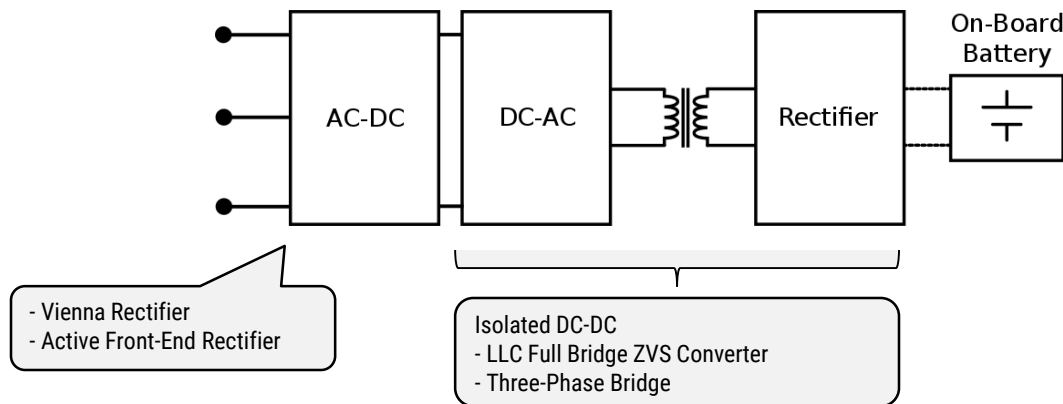 On-Board
Battery
AC-DC
DC-AC
Rectifier
- Vienna Rectifier
- Active Front-End Rectifier
Isolated DC-DC
- LLC Full Bridge ZVS Converter
- Three-Phase Bridge